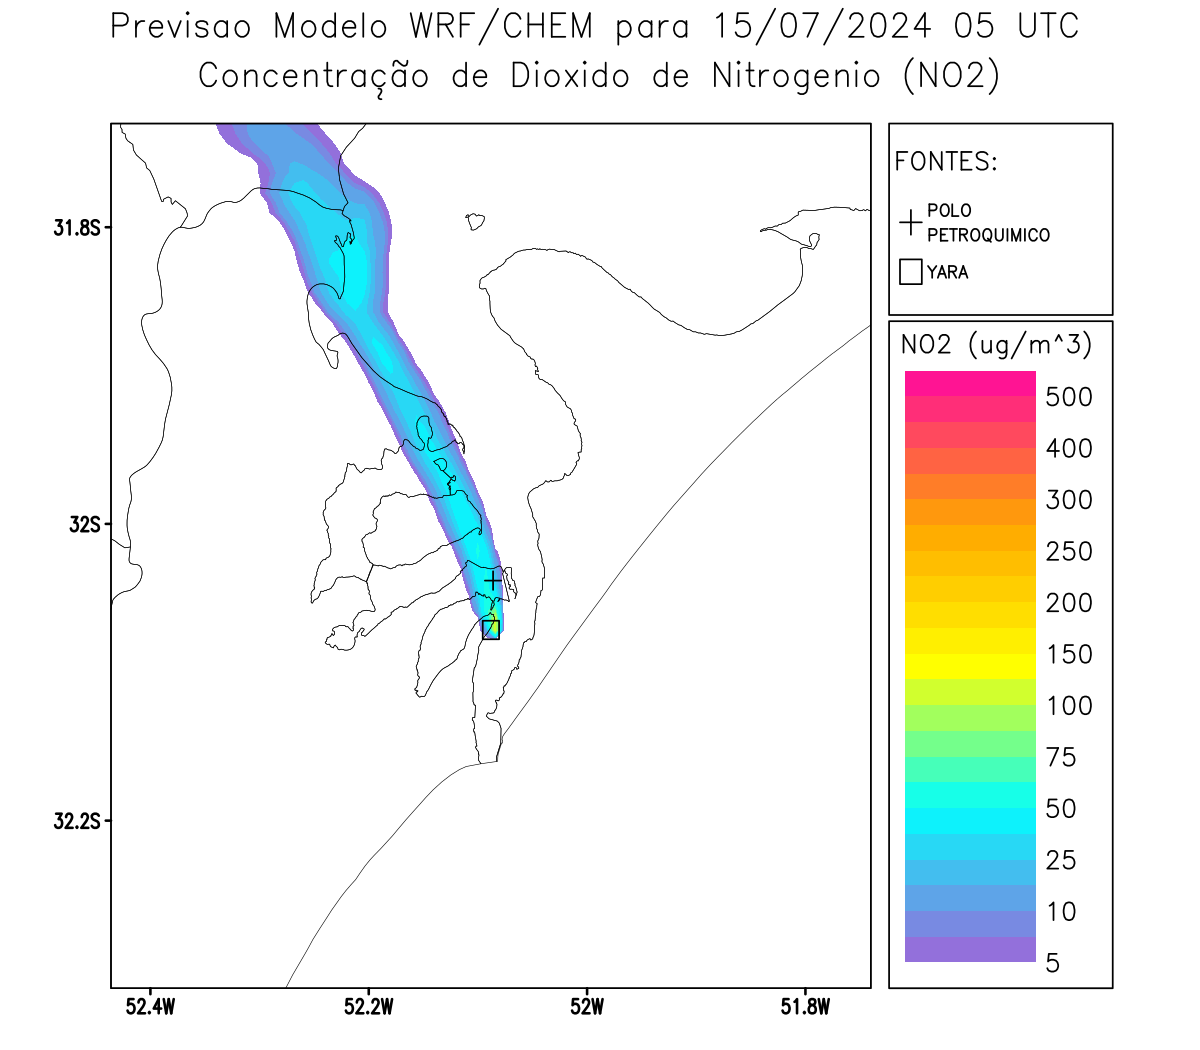 Previsao Modelo WRF/CHEM para 15/07/2024 05 UTC
Concentração de Dioxido de Nitrogenio (NO2)
FONTES:
POLO
PETROQUIMICO
YARA
31.8S
32S
32.2S
52.4W
52.2W
52W
51.8W
NO2 (ug/m^3)
500
400
300
250
200
150
100
75
50
25
10
5